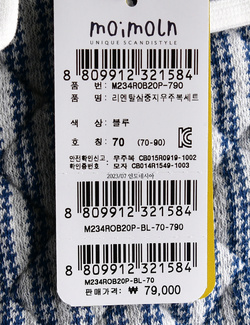 moimoln
UNIQUE SCANDISTYLE
8 809912 321584
품 번 : M234ROB20P-790
품 명 : 리엔탈심중지우주복세트
색 상 : 블루
호 칭 : 70 (70-90)
안전확인신고 우주복 CB015R0919-1002
확인증번호 : 모자 CB014R1549-1003
2023/07 인도네시아
8 809912 321584
M234ROB20P-BL-70-790
8 809912 321584
M234ROB20P-BL-70
판매가격 : ₩ 79,000